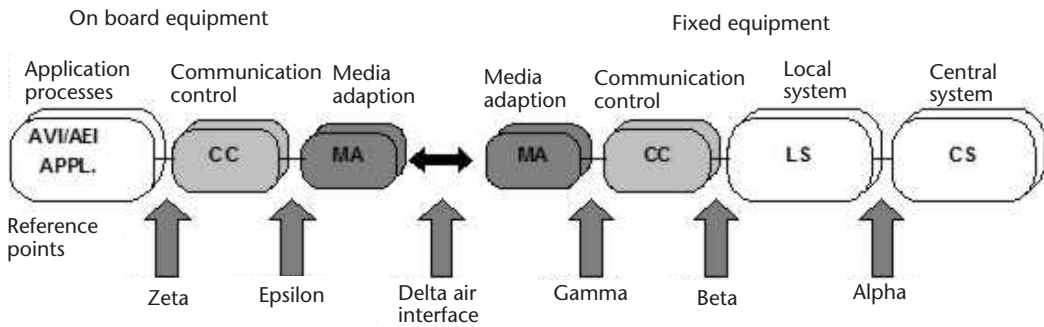 On board equipment
Fixed equipment
Application
processes
Communication
control
Media
adaption
Media
adaption
Communication
control
Local
system
Central
system
AVI/AEI
APPL.
CC
MA
MA
CC
LS
CS
Reference
points
Zeta
Epsilon
Delta air
interface
Gamma
Beta
Alpha